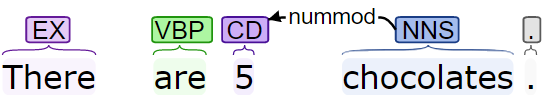 nummod
EX VBP CD NNS .
There are 5 chocolates .